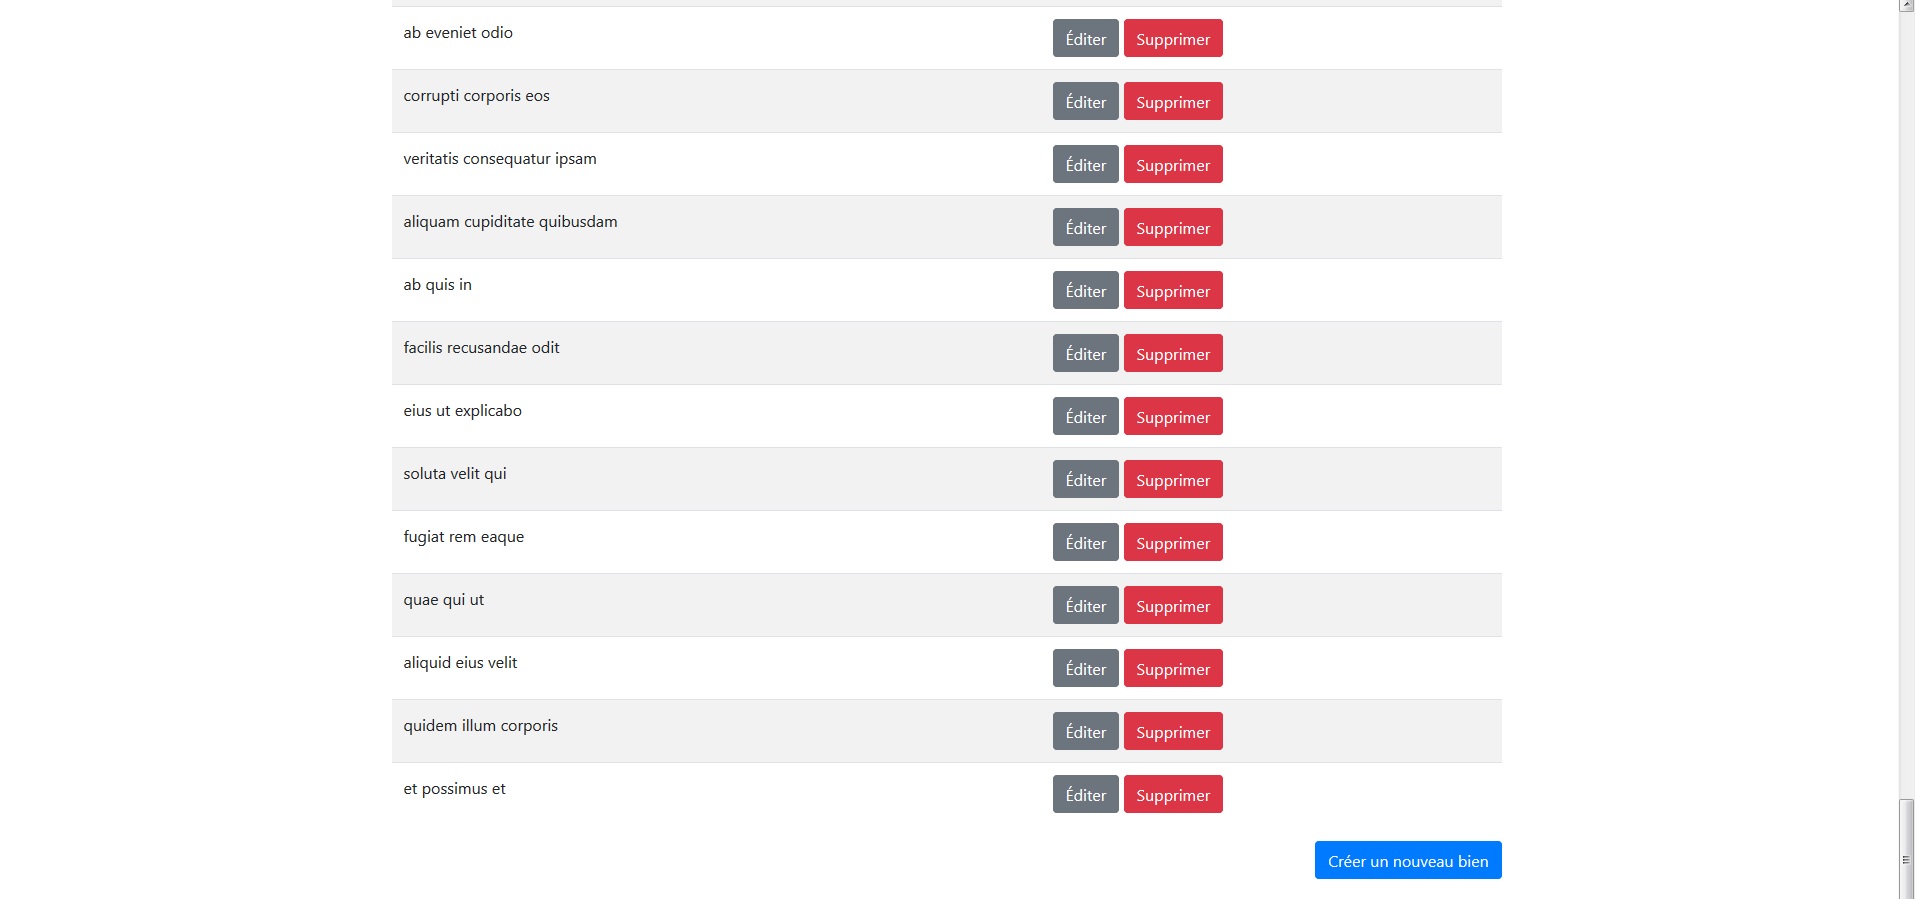 ab eveniet odio Éditer Supprimer
corrupti corporis eos Éditer Supprimer
veritatis consequatur ipsam Éditer Supprimer
aliquam cupiditate quibusdam Éditer Supprimer
ab quis in Éditer Supprimer
facilis recusandae odit Éditer Supprimer
eius ut explicabo Éditer Supprimer
soluta velit qui Éditer Supprimer
fugiat rem eaque Éditer Supprimer
quae qui ut Éditer Supprimer
aliquid eius velit Éditer Supprimer
quidem illum corporis Éditer Supprimer
et possimus et Éditer Supprimer
Créer un nouveau bien